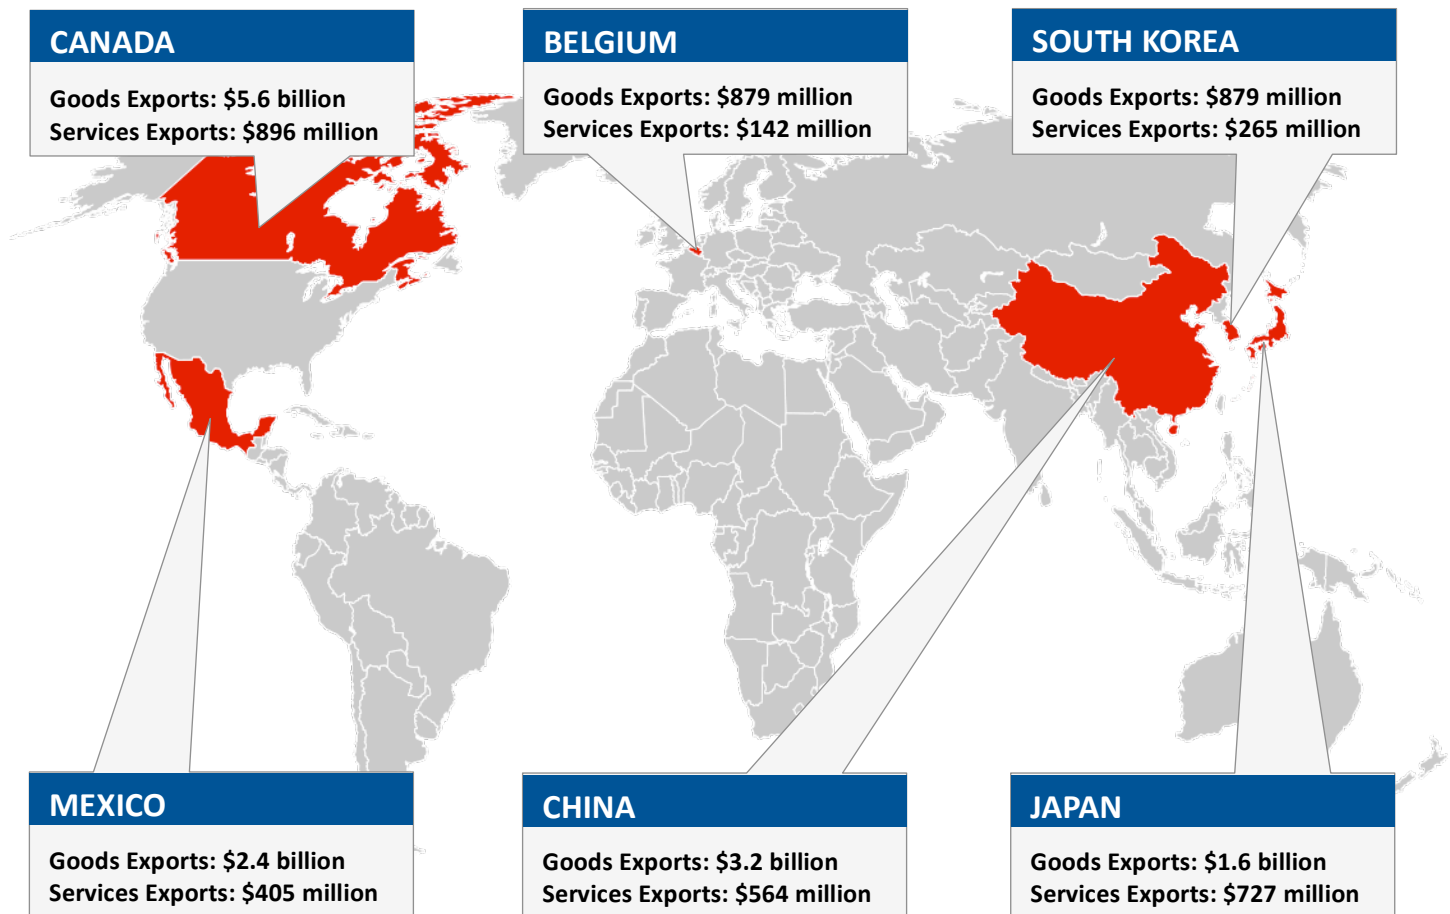 CANADA
Goods Exports: $5.6 billion
Services Exports: $896 million
BELGIUM
Goods Exports: $879 million
Services Exports: $142 million
SOUTH KOREA
Goods Exports: $879 million
Services Exports: $265 million
MEXICO
Goods Exports: $2.4 billion
Services Exports: $405 million
CHINA
Goods Exports: $3.2 billion
Services Exports: $564 million
JAPAN
Goods Exports: $1.6 billion
Services Exports: $727 million